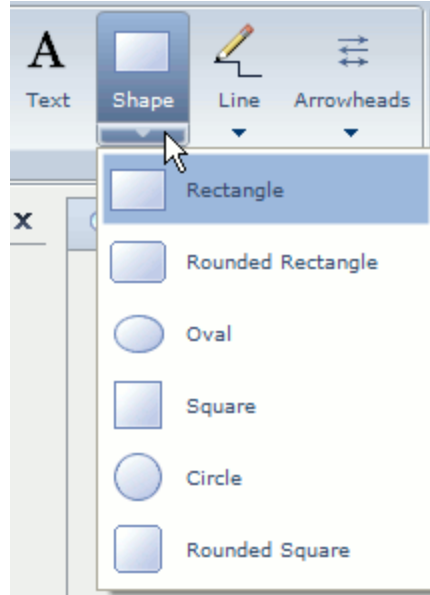 A
Text Shape Line Arrowheads
x
Rectangle
Rounded Rectangle
Oval
Square
Circle
Rounded Square